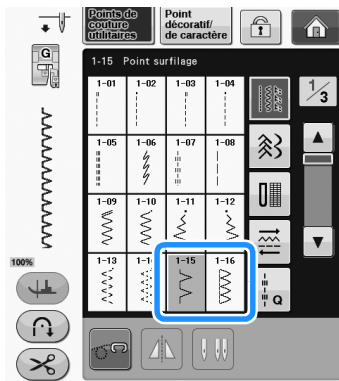 Points de
couture
utilitaires
Point
décoratif/
de caractère
G
1-15 Point surfilage
1-01 1-02 1-03 1-04
1/3
1-05 1-06 1-07 1-08
1-09 1-10 1-11 1-12
100%
1-13 1-1 1-15 1-16
Q